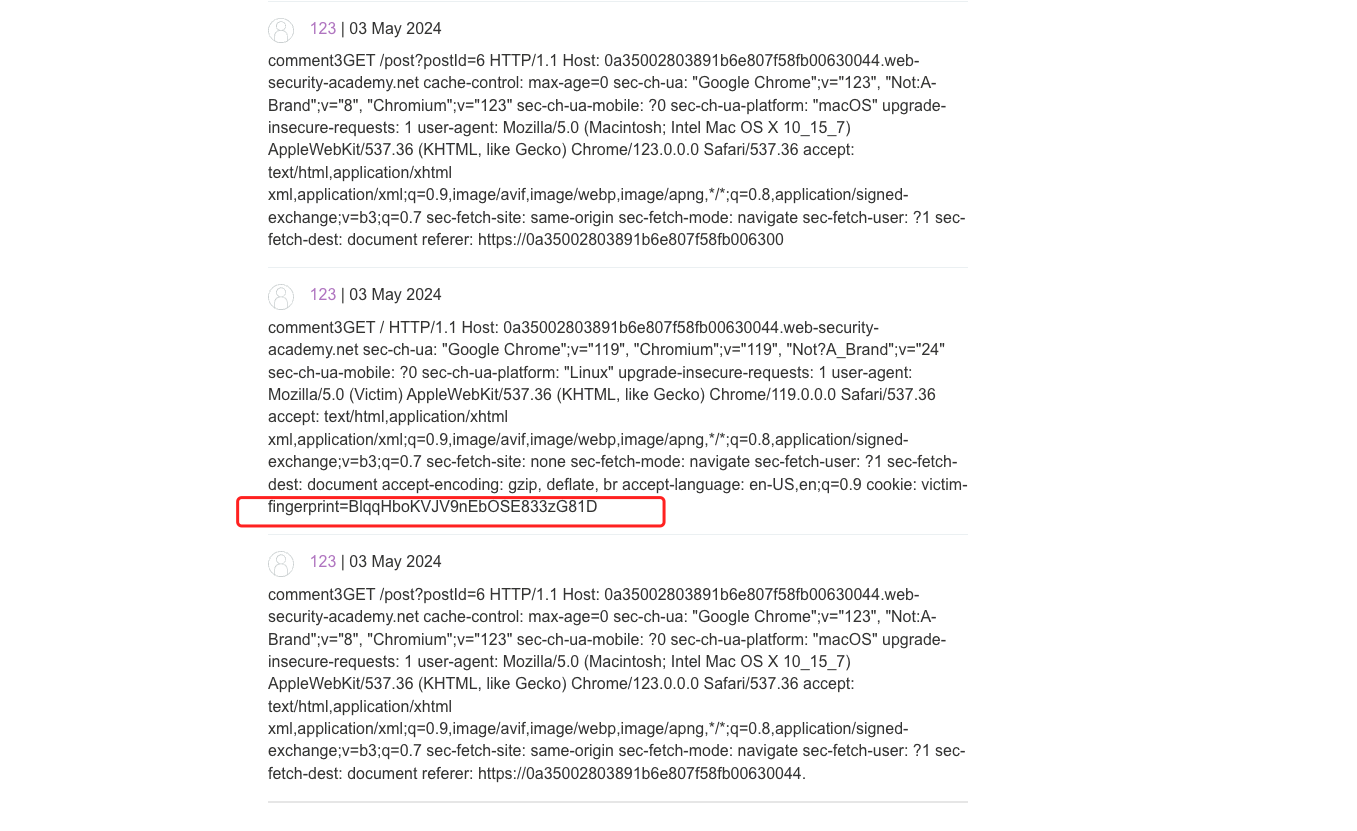 123 | 03 May 2024
comment3GET /post?postId=6 HTTP/1.1 Host: 0a35002803891b6e807f58fb00630044.web-
security-academy.net cache-control: max-age=0 sec-ch-ua: "Google Chrome";v="123", "Not:A-
Brand";v="8", "Chromium";v="123" sec-ch-ua-mobile: ?0 sec-ch-ua-platform: "macOS" upgrade-
insecure-requests: 1 user-agent: Mozilla/5.0 (Macintosh; Intel Mac OS X 10_15_7)
AppleWebKit/537.36 (KHTML, like Gecko) Chrome/123.0.0.0 Safari/537.36 accept:
text/html,application/xhtml
xml,application/xml;q=0.9,image/avif,image/webp,image/apng,*/*;q=0.8,application/signed-
exchange;v=b3;q=0.7 sec-fetch-site: same-origin sec-fetch-mode: navigate sec-fetch-user: ?1 sec-
fetch-dest: document referer: https://0a35002803891b6e807f58fb006300
123 | 03 May 2024
comment3GET / HTTP/1.1 Host: 0a35002803891b6e807f58fb00630044.web-security-
academy.net sec-ch-ua: "Google Chrome";v="119", "Chromium";v="119", "Not?A_Brand";v="24"
sec-ch-ua-mobile: ?0 sec-ch-ua-platform: "Linux" upgrade-insecure-requests: 1 user-agent:
Mozilla/5.0 (Victim) AppleWebKit/537.36 (KHTML, like Gecko) Chrome/119.0.0.0 Safari/537.36
accept: text/html,application/xhtml
xml,application/xml;q=0.9,image/avif,image/webp,image/apng,*/*;q=0.8,application/signed-
exchange;v=b3;q=0.7 sec-fetch-site: none sec-fetch-mode: navigate sec-fetch-user: ?1 sec-fetch-
dest: document accept-encoding: gzip, deflate, br accept-language: en-US,en;q=0.9 cookie: victim-
fingerprint=BlqqHboKVJV9nEbOSE833zG81D
123 | 03 May 2024
comment3GET /post?postId=6 HTTP/1.1 Host: 0a35002803891b6e807f58fb00630044.web-
security-academy.net cache-control: max-age=0 sec-ch-ua: "Google Chrome";v="123", "Not:A-
Brand";v="8", "Chromium";v="123" sec-ch-ua-mobile: ?0 sec-ch-ua-platform: "macOS" upgrade-
insecure-requests: 1 user-agent: Mozilla/5.0 (Macintosh; Intel Mac OS X 10_15_7)
AppleWebKit/537.36 (KHTML, like Gecko) Chrome/123.0.0.0 Safari/537.36 accept:
text/html,application/xhtml
xml,application/xml;q=0.9,image/avif,image/webp,image/apng,*/*;q=0.8,application/signed-
exchange;v=b3;q=0.7 sec-fetch-site: same-origin sec-fetch-mode: navigate sec-fetch-user: ?1 sec-
fetch-dest: document referer: https://0a35002803891b6e807f58fb00630044.